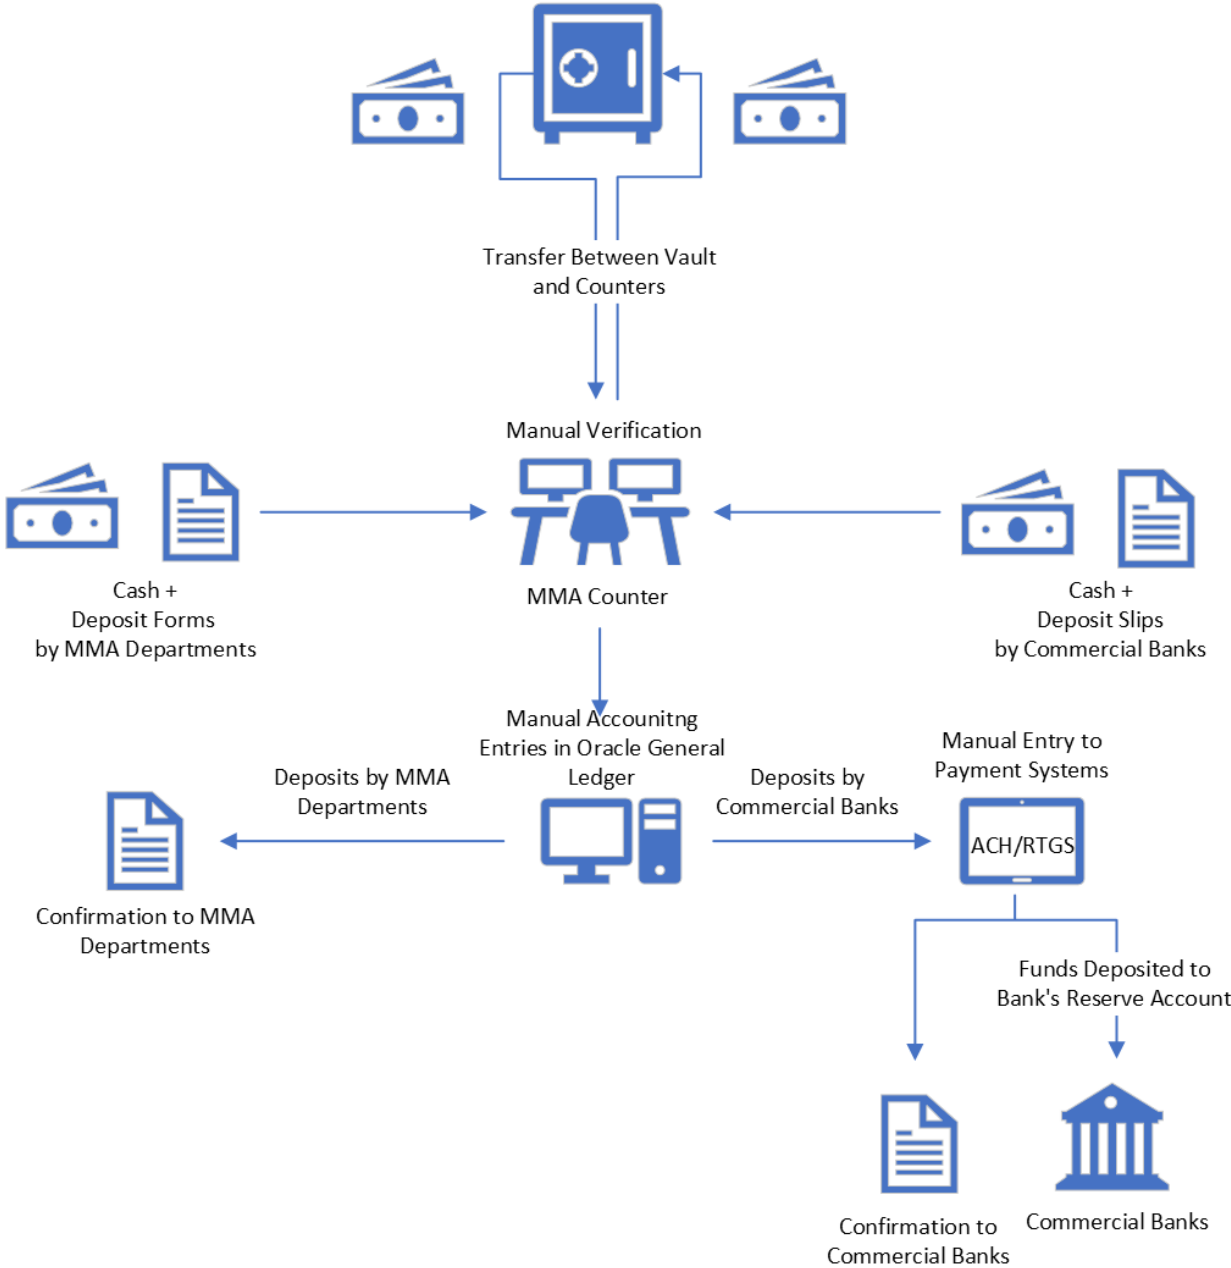 Transfer Between Vault
and Counters
Manual Verification
Cash +
Deposit Forms
by MMA Departments
MMA Counter
Cash +
Deposit Slips
by Commercial Banks
Manual Accounitng
Entries in Oracle General
Ledger
Deposits by MMA
Departments
Deposits by
Commercial Banks
Manual Entry to
Payment Systems
ACH/RTGS
Confirmation to MMA
Departments
Funds Deposited to
Bank's Reserve Account
Confirmation to
Commercial Banks
Commercial Banks